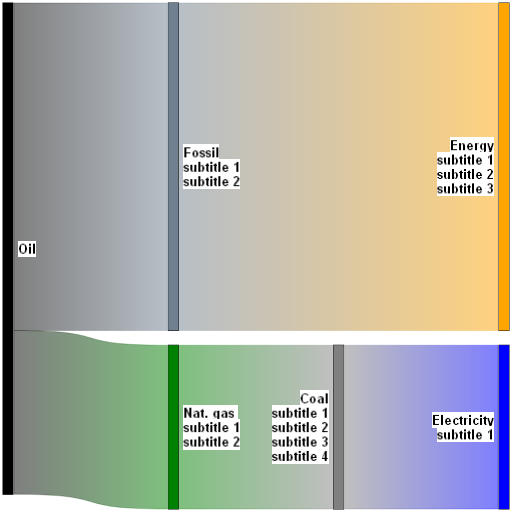 Oil
Fossil
subtitle 1
subtitle 2
Energy
subtitle 1
subtitle 2
subtitle 3
Nat. gas
subtitle 1
subtitle 2
Coal
subtitle 1
subtitle 2
subtitle 3
subtitle 4
Electricity
subtitle 1